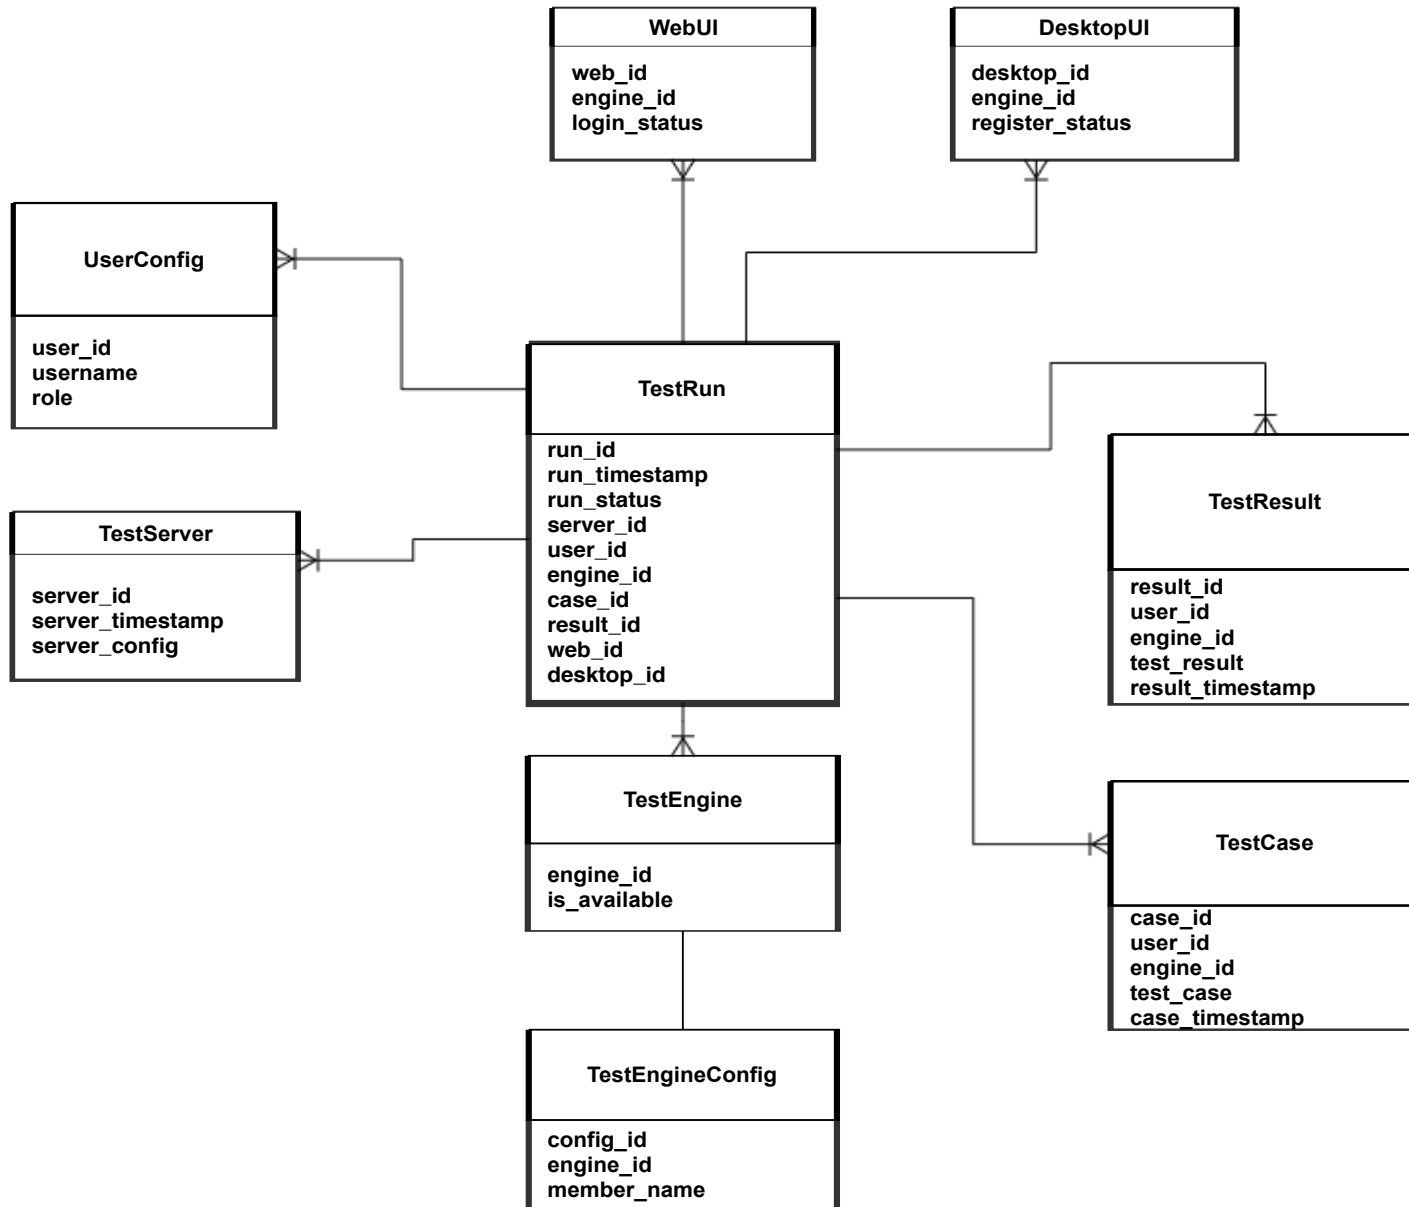 WebUI
web_id
engine_id
login_status
DesktopUI
desktop_id
engine_id
register_status
UserConfig
user_id
username
role
TestRun
run_id
run_timestamp
run_status
server_id
user_id
engine_id
case_id
result_id
web_id
desktop_id
TestResult
result_id
user_id
engine_id
test_result
result_timestamp
TestServer
server_id
server_timestamp
server_config
TestEngine
engine_id
is_available
TestCase
case_id
user_id
engine_id
test_case
case_timestamp
TestEngineConfig
config_id
engine_id
member_name